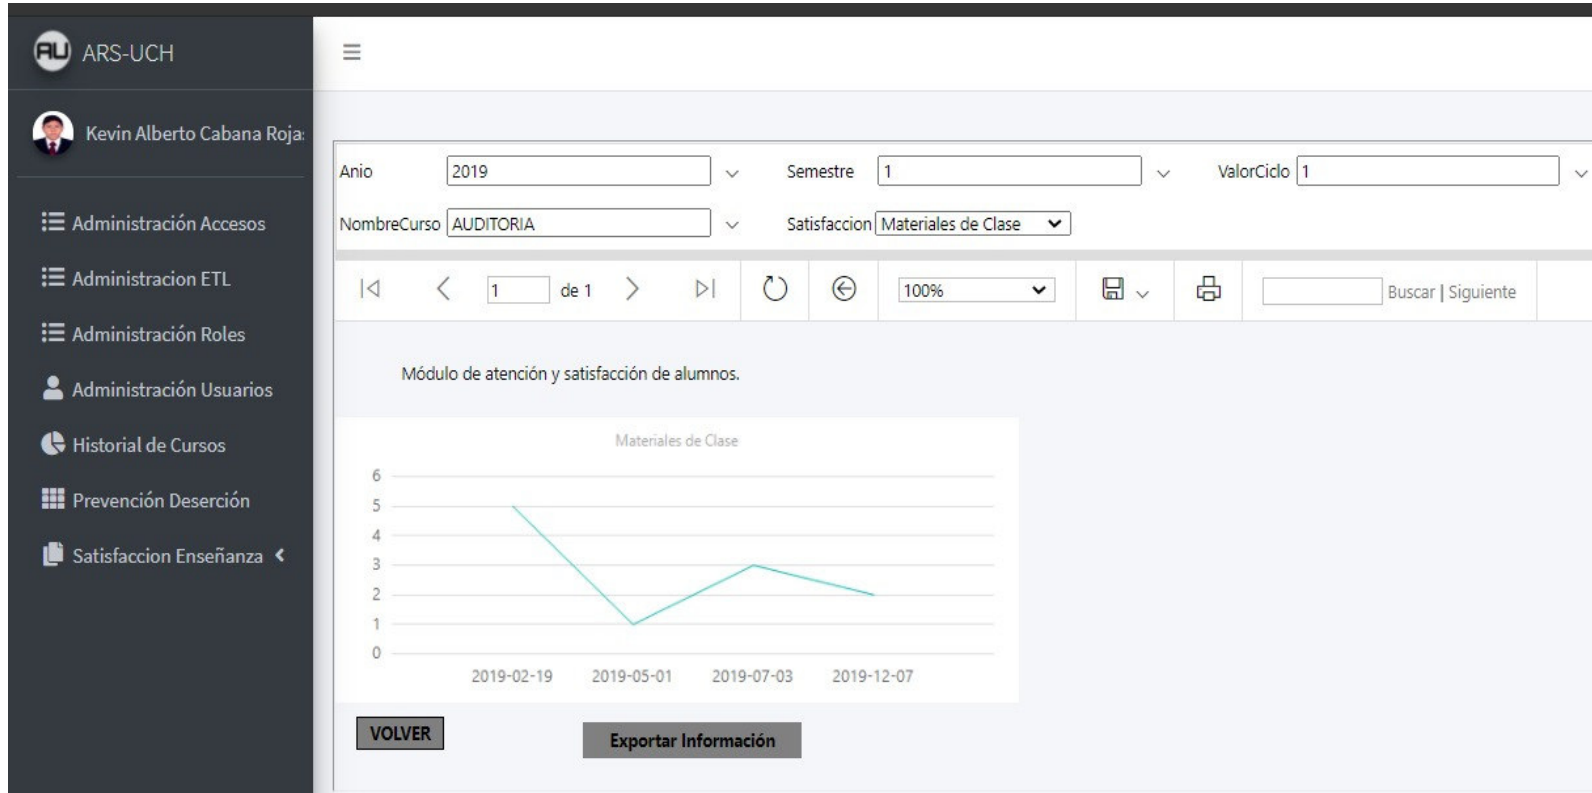 ARS-UCH
Kevin Alberto Cabana Rojas
Administración Accesos
Administracion ETL
Administración Roles
Administración Usuarios
Historial de Cursos
Prevención Deserción
Satisfaccion Enseñanza
Anio 2019 Semestre 1 ValorCiclo 1
NombreCurso AUDITORIA Satisfaccion Materiales de Clase
1 de 1 100% Buscar | Siguiente
Módulo de atención y satisfacción de alumnos.
Materiales de Clase
6
5
4
3
2
1
0
2019-02-19 2019-05-01 2019-07-03 2019-12-07
VOLVER Exportar Información